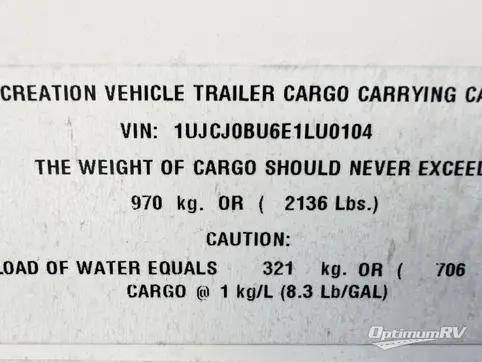 CREATION VEHICLE TRAILER CARGO CARRYING CA
VIN: 1UJCJ0BU6E1LU0104
THE WEIGHT OF CARGO SHOULD NEVER EXCEED
970 kg. OR ( 2136 Lbs.)
CAUTION:
LOAD OF WATER EQUALS 321 kg. OR ( 706
CARGO @ 1 kg/L (8.3 Lb/GAL)
OptimumRV